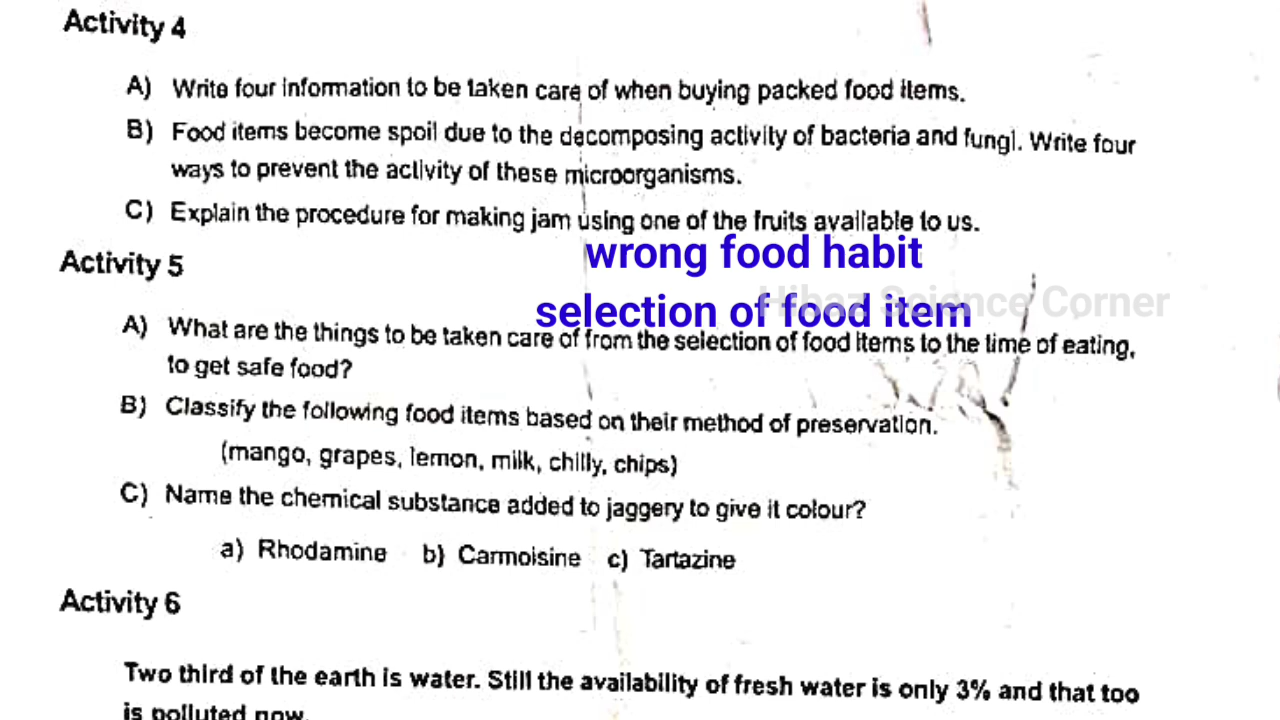 Activity 4
A) Write four information to be taken care of when buying packed food items.
B) Food items become spoil due to the decomposing activity of bacteria and fungi. Write four
ways to prevent the activity of these microorganisms.
C) Explain the procedure for making jam using one of the fruits available to us.
wrong food habit
Activity 5
Hibaz Science Corner
selection of food item
A) What are the things to be taken care of from the selection of food items to the time of eating,
to get safe food?
B) Classify the following food items based on their method of preservation.
(mango, grapes, lemon, milk, chilly, chips)
C) Name the chemical substance added to jaggery to give it colour?
a) Rhodamine b) Carmoisine c) Tartazine
Activity 6
Two third of the earth is water. Still the availability of fresh water is only 3% and that too
is polluted now.